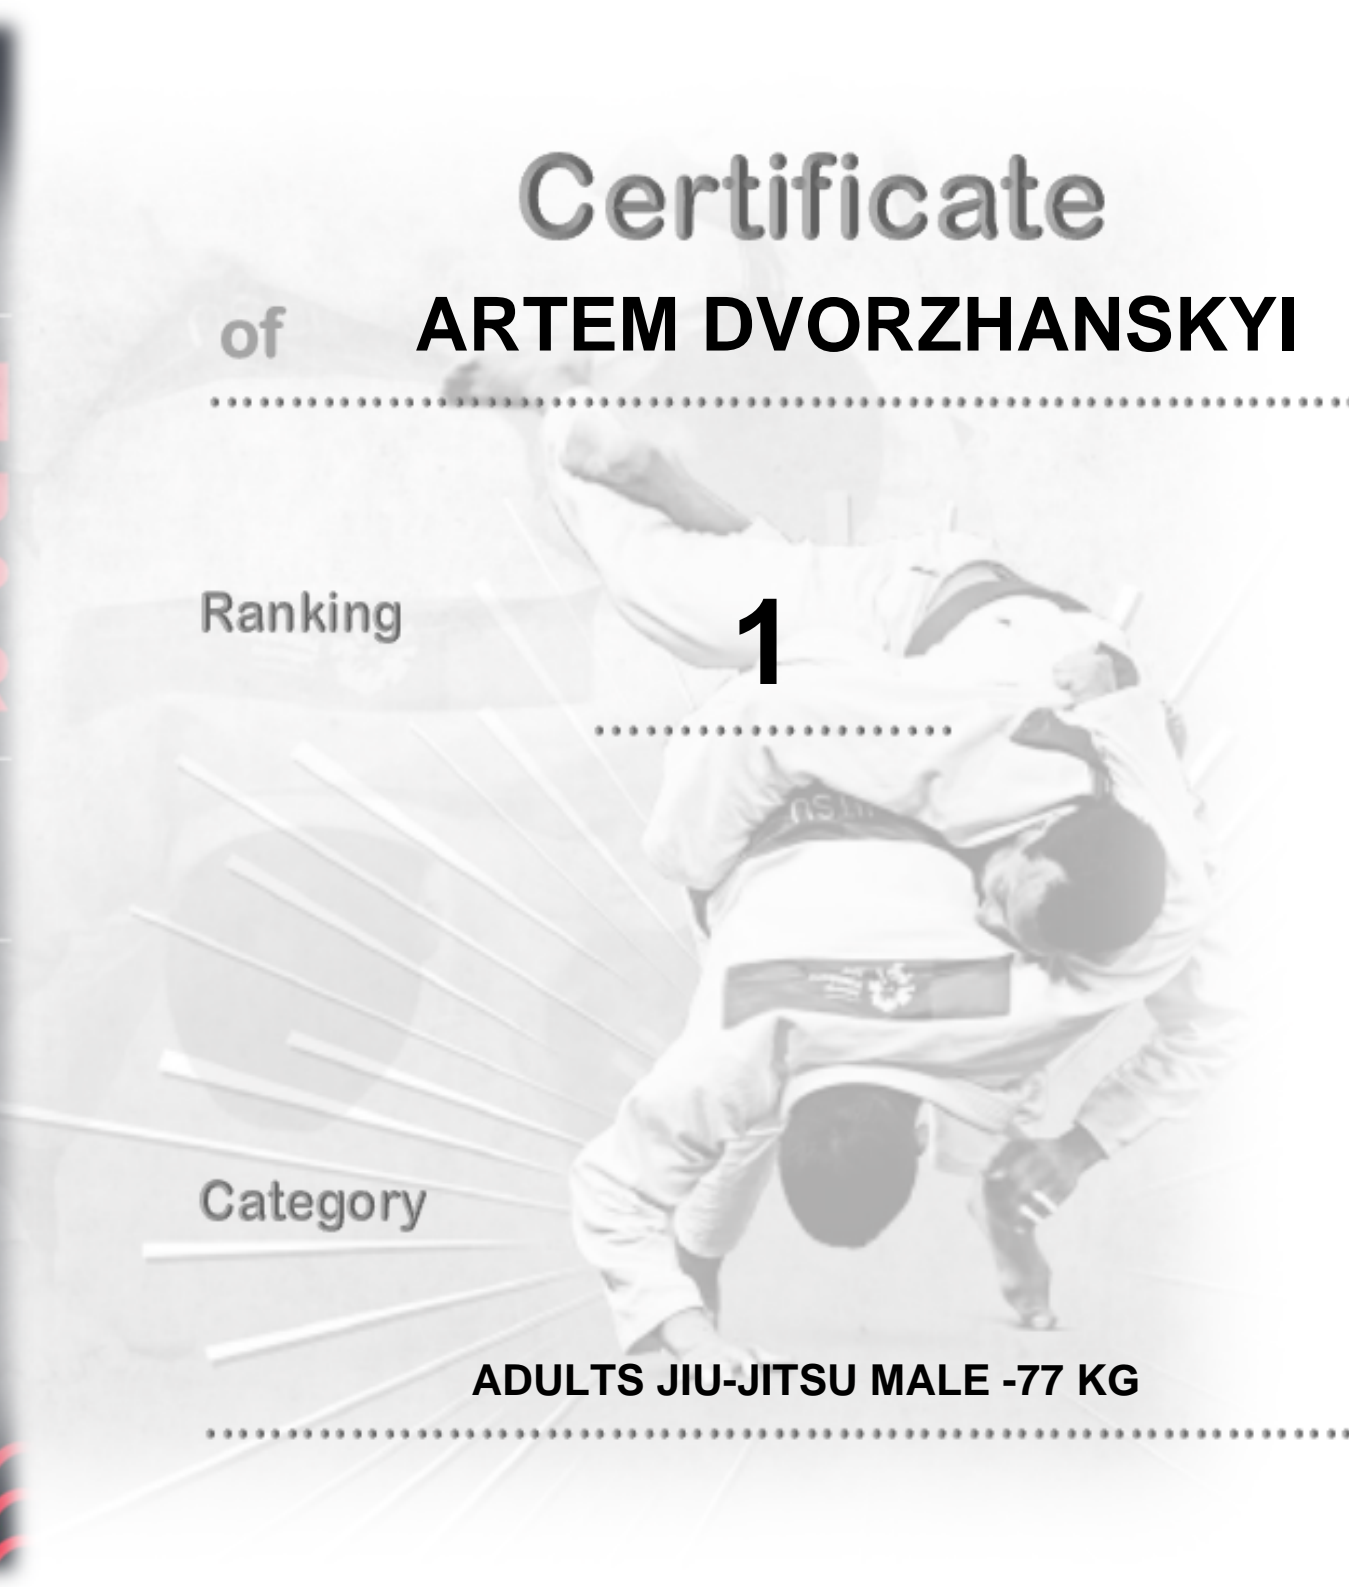 Certificate
of ARTEM DVORZHANSKYI
Ranking 1
Category
ADULTS JIU-JITSU MALE -77 KG